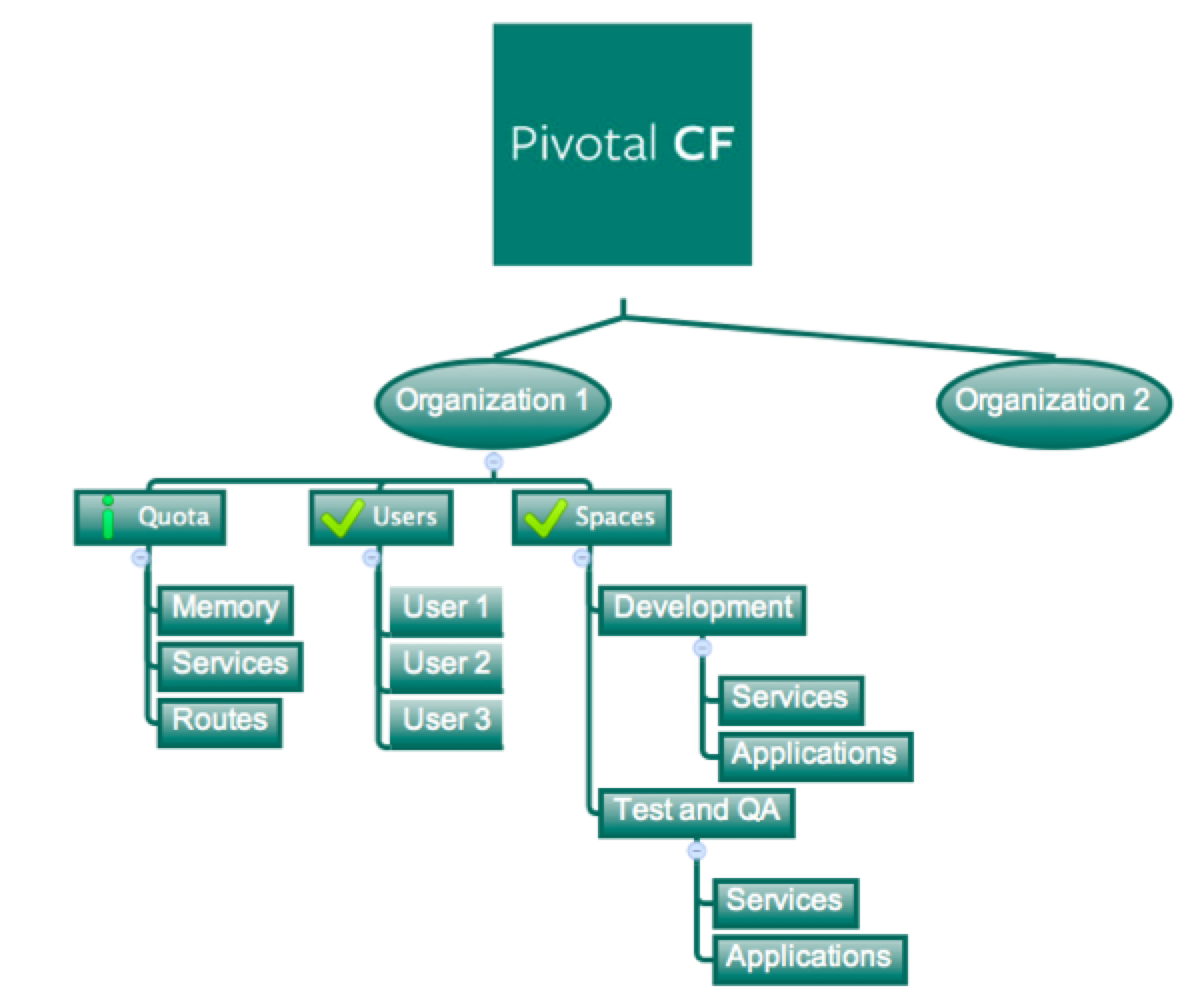 Pivotal CF
Organization 1
Organization 2
Quota
Users
Spaces
Memory
Services
Routes
User 1
User 2
User 3
Development
Services
Applications
Test and QA
Services
Applications